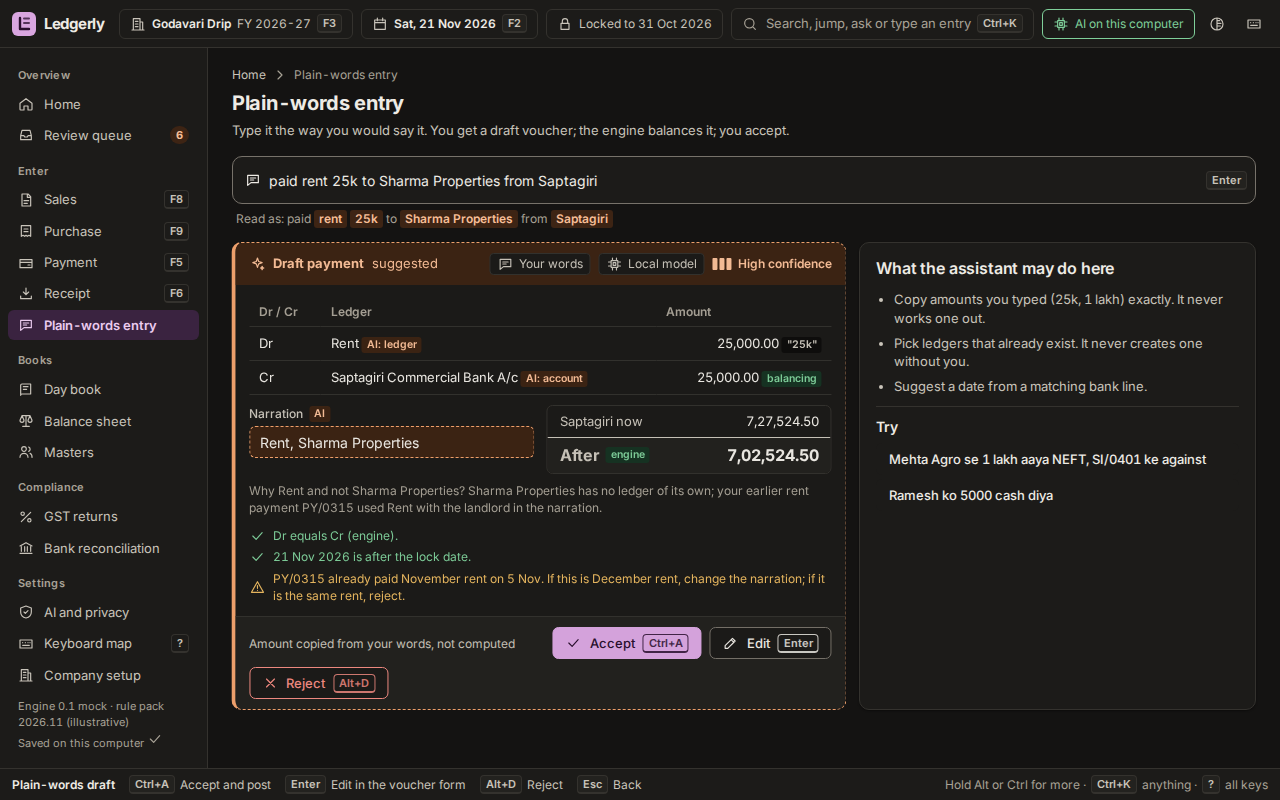 Ledgerly
Godavari Drip FY 2026-27 F3
Sat, 21 Nov 2026 F2
Locked to 31 Oct 2026
Search, jump, ask or type an entry Ctrl+K
AI on this computer
Overview
Home
Review queue 6
Enter
Sales F8
Purchase F9
Payment F5
Receipt F6
Plain-words entry
Books
Day book
Balance sheet
Masters
Compliance
GST returns
Bank reconciliation
Settings
AI and privacy
Keyboard map ?
Company setup
Engine 0.1 mock · rule pack
2026.11 (illustrative)
Saved on this computer
Home > Plain-words entry
Plain-words entry
Type it the way you would say it. You get a draft voucher; the engine balances it; you accept.
paid rent 25k to Sharma Properties from Saptagiri Enter
Read as: paid rent 25k to Sharma Properties from Saptagiri
Draft payment suggested Your words Local model High confidence
Dr / Cr Ledger Amount
Dr Rent AI: ledger 25,000.00 "25k"
Cr Saptagiri Commercial Bank A/c AI: account 25,000.00 balancing
Narration AI
Rent, Sharma Properties
Saptagiri now 7,27,524.50
After engine 7,02,524.50
Why Rent and not Sharma Properties? Sharma Properties has no ledger of its own; your earlier rent
payment PY/0315 used Rent with the landlord in the narration.
Dr equals Cr (engine).
21 Nov 2026 is after the lock date.
PY/0315 already paid November rent on 5 Nov. If this is December rent, change the narration; if it
is the same rent, reject.
Amount copied from your words, not computed
Accept Ctrl+A
Edit Enter
Reject Alt+D
What the assistant may do here
• Copy amounts you typed (25k, 1 lakh) exactly. It never
works one out.
• Pick ledgers that already exist. It never creates one
without you.
• Suggest a date from a matching bank line.
Try
Mehta Agro se 1 lakh aaya NEFT, SI/0401 ke against
Ramesh ko 5000 cash diya
Plain-words draft Ctrl+A Accept and post Enter Edit in the voucher form Alt+D Reject Esc Back
Hold Alt or Ctrl for more · Ctrl+K anything · ? all keys